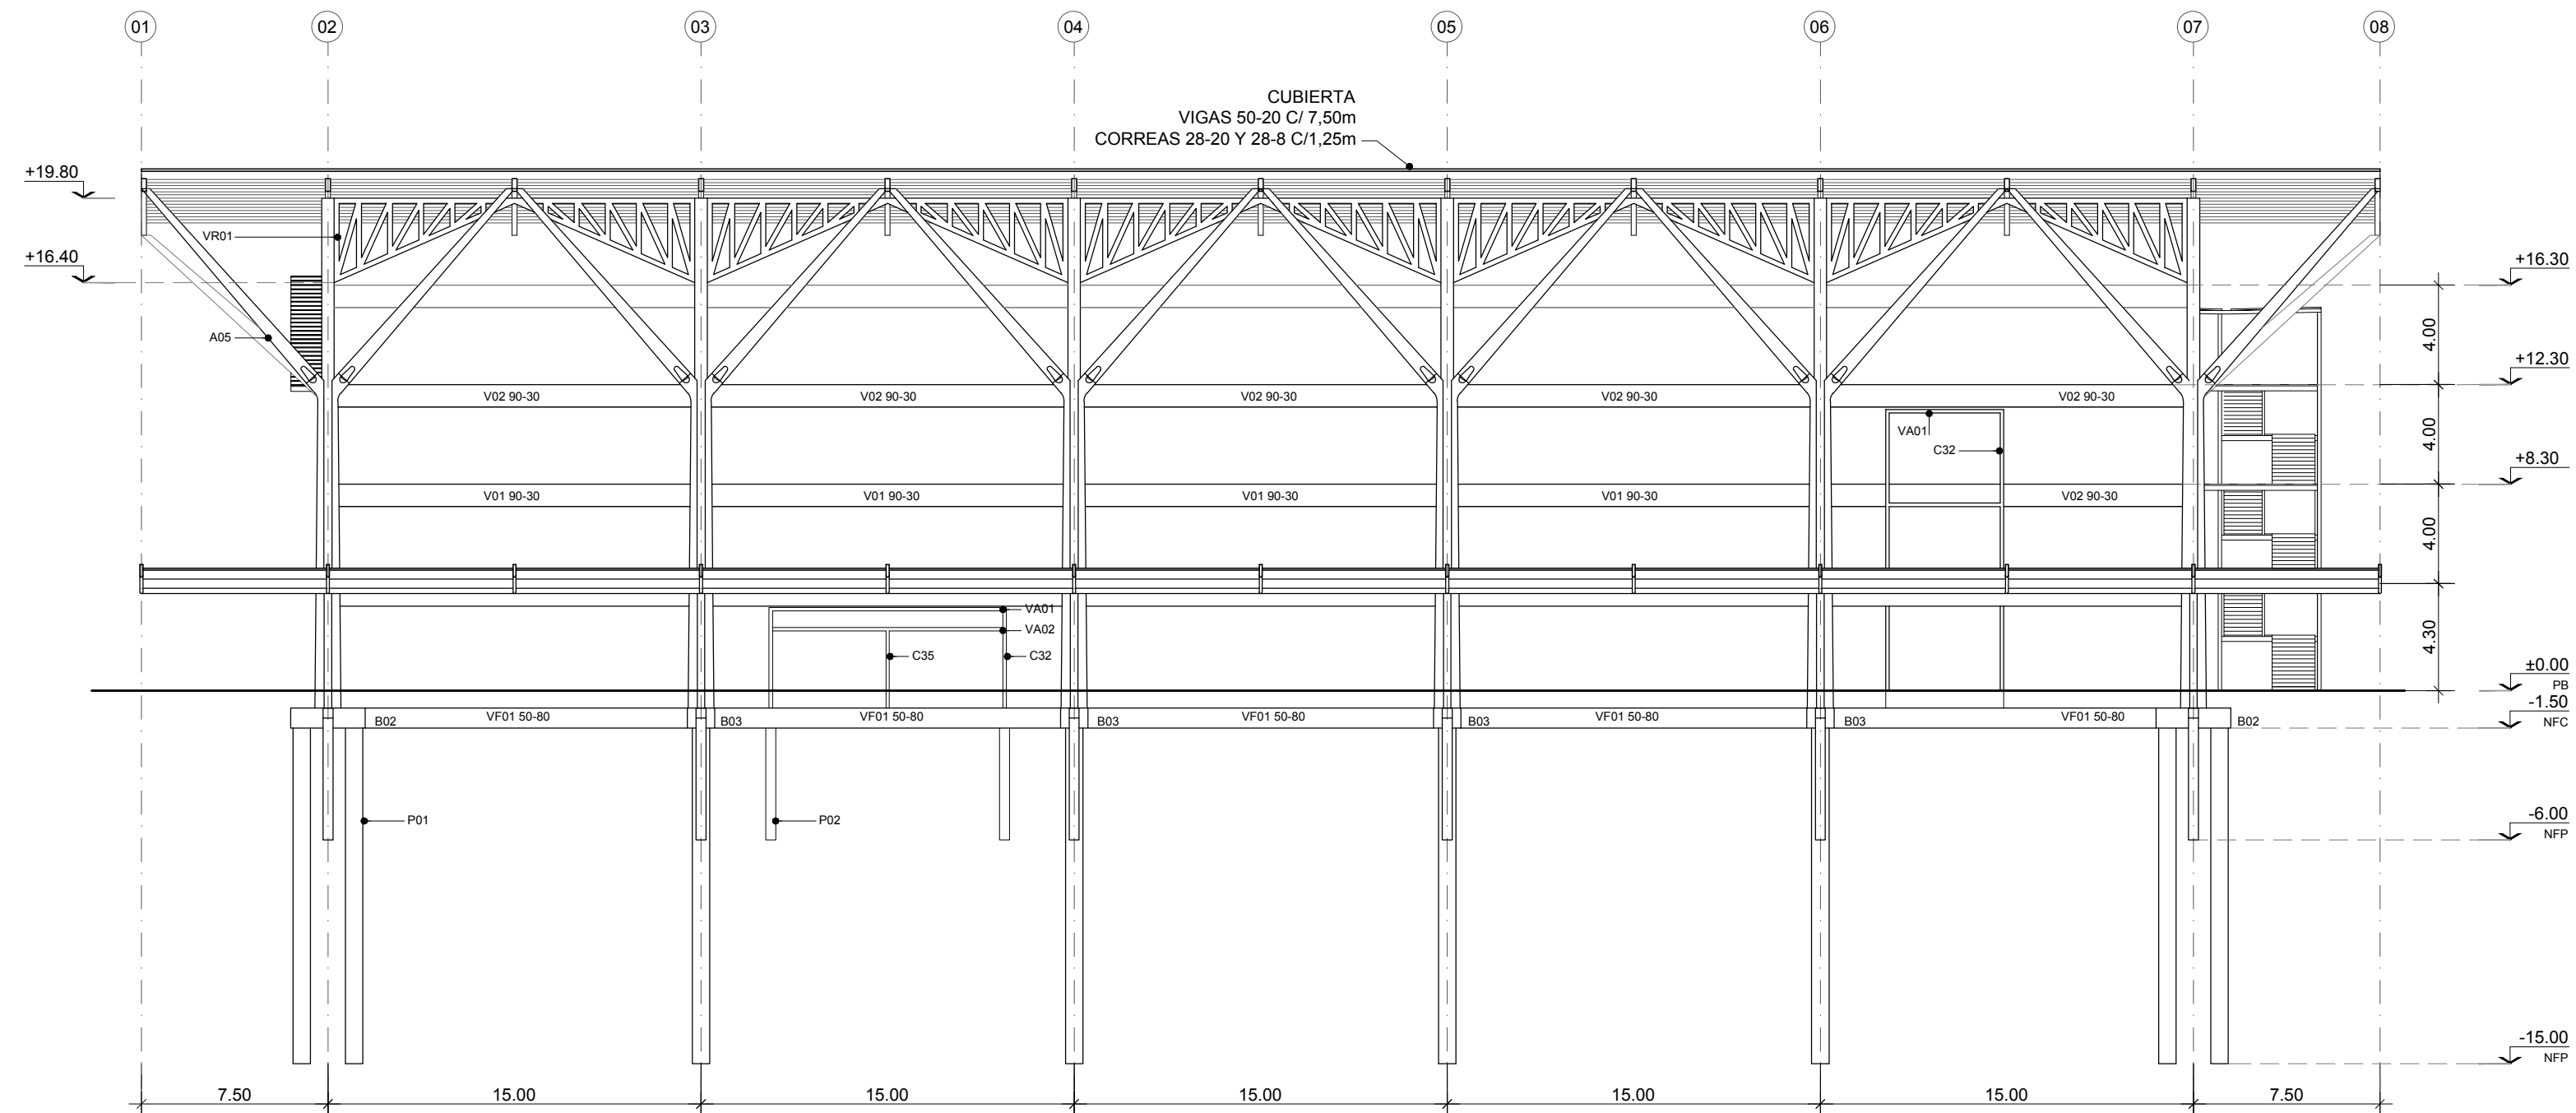 01 02 03 04 05 06 07 08
CUBIERTA
VIGAS 50-20 C/ 7,50m
CORREAS 28-20 Y 28-8 C/1,25m
+19.80
VR01
+16.40
+16.30
A05
4.00
+12.30
V02 90-30 V02 90-30 V02 90-30 V02 90-30 V02 90-30
VA01
4.00
C32
+8.30
V01 90-30 V01 90-30 V01 90-30 V01 90-30 V02 90-30
4.00
VA01
VA02
4.30
C35 C32
±0.00
PB
-1.50
B02 VF01 50-80 B03 VF01 50-80 B03 VF01 50-80 B03 VF01 50-80 B03 VF01 50-80 B02
NFC
P01 P02
-6.00
NFP
-15.00
NFP
7.50 15.00 15.00 15.00 15.00 15.00 7.50